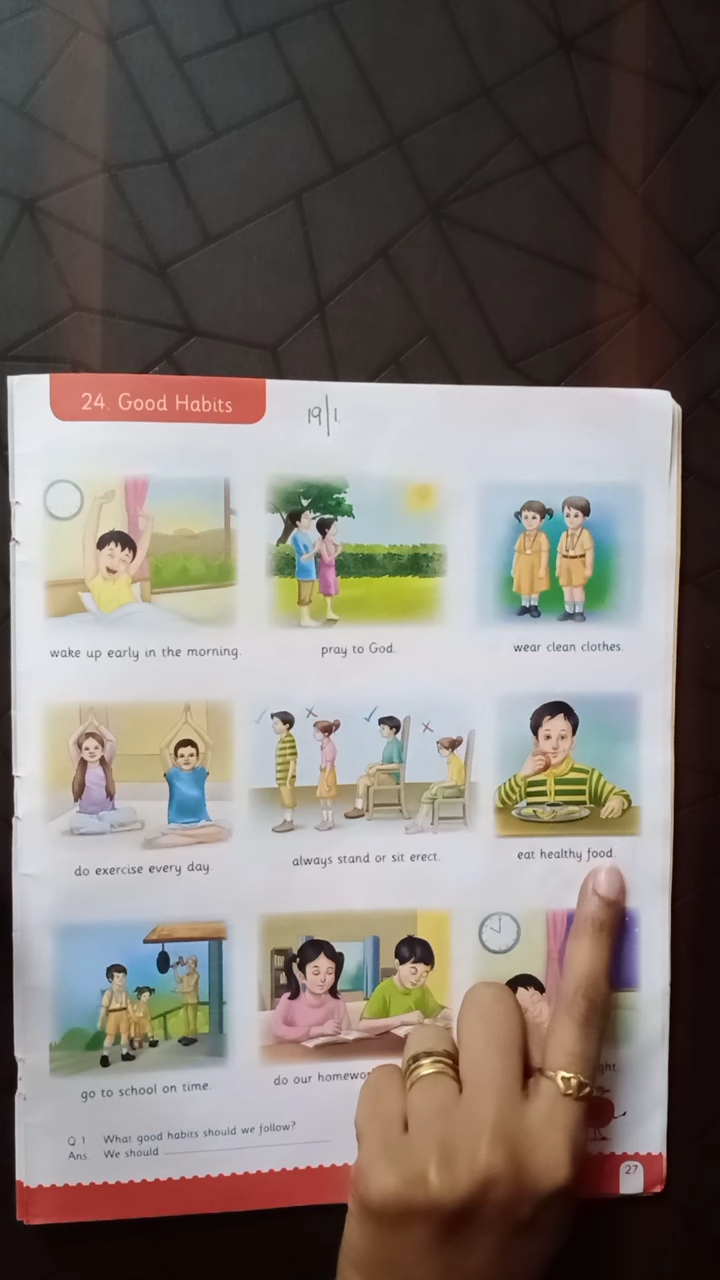 24. Good Habits
19/1.
wake up early in the morning.
pray to God.
wear clean clothes.
do exercise every day.
always stand or sit erect.
eat healthy food.
go to school on time.
do our homewor
ght.
Q.1 What good habits should we follow?
Ans We should
27